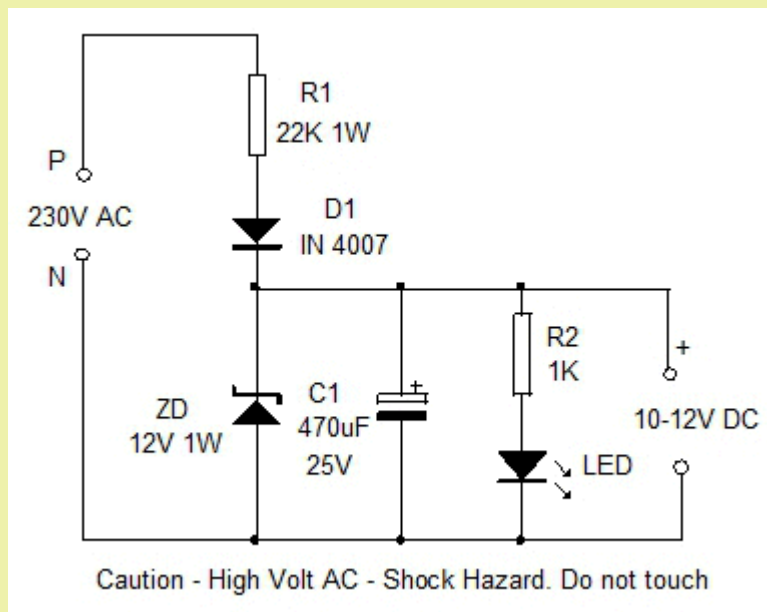 R1
22K 1W
P
230V AC
N
D1
IN 4007
R2
1K
+
ZD
12V 1W
C1
470uF
25V
+
10-12V DC
LED
Caution - High Volt AC - Shock Hazard. Do not touch